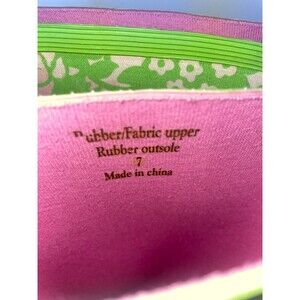 Rubber/Fabric upper
Rubber outsole
7
Made in china